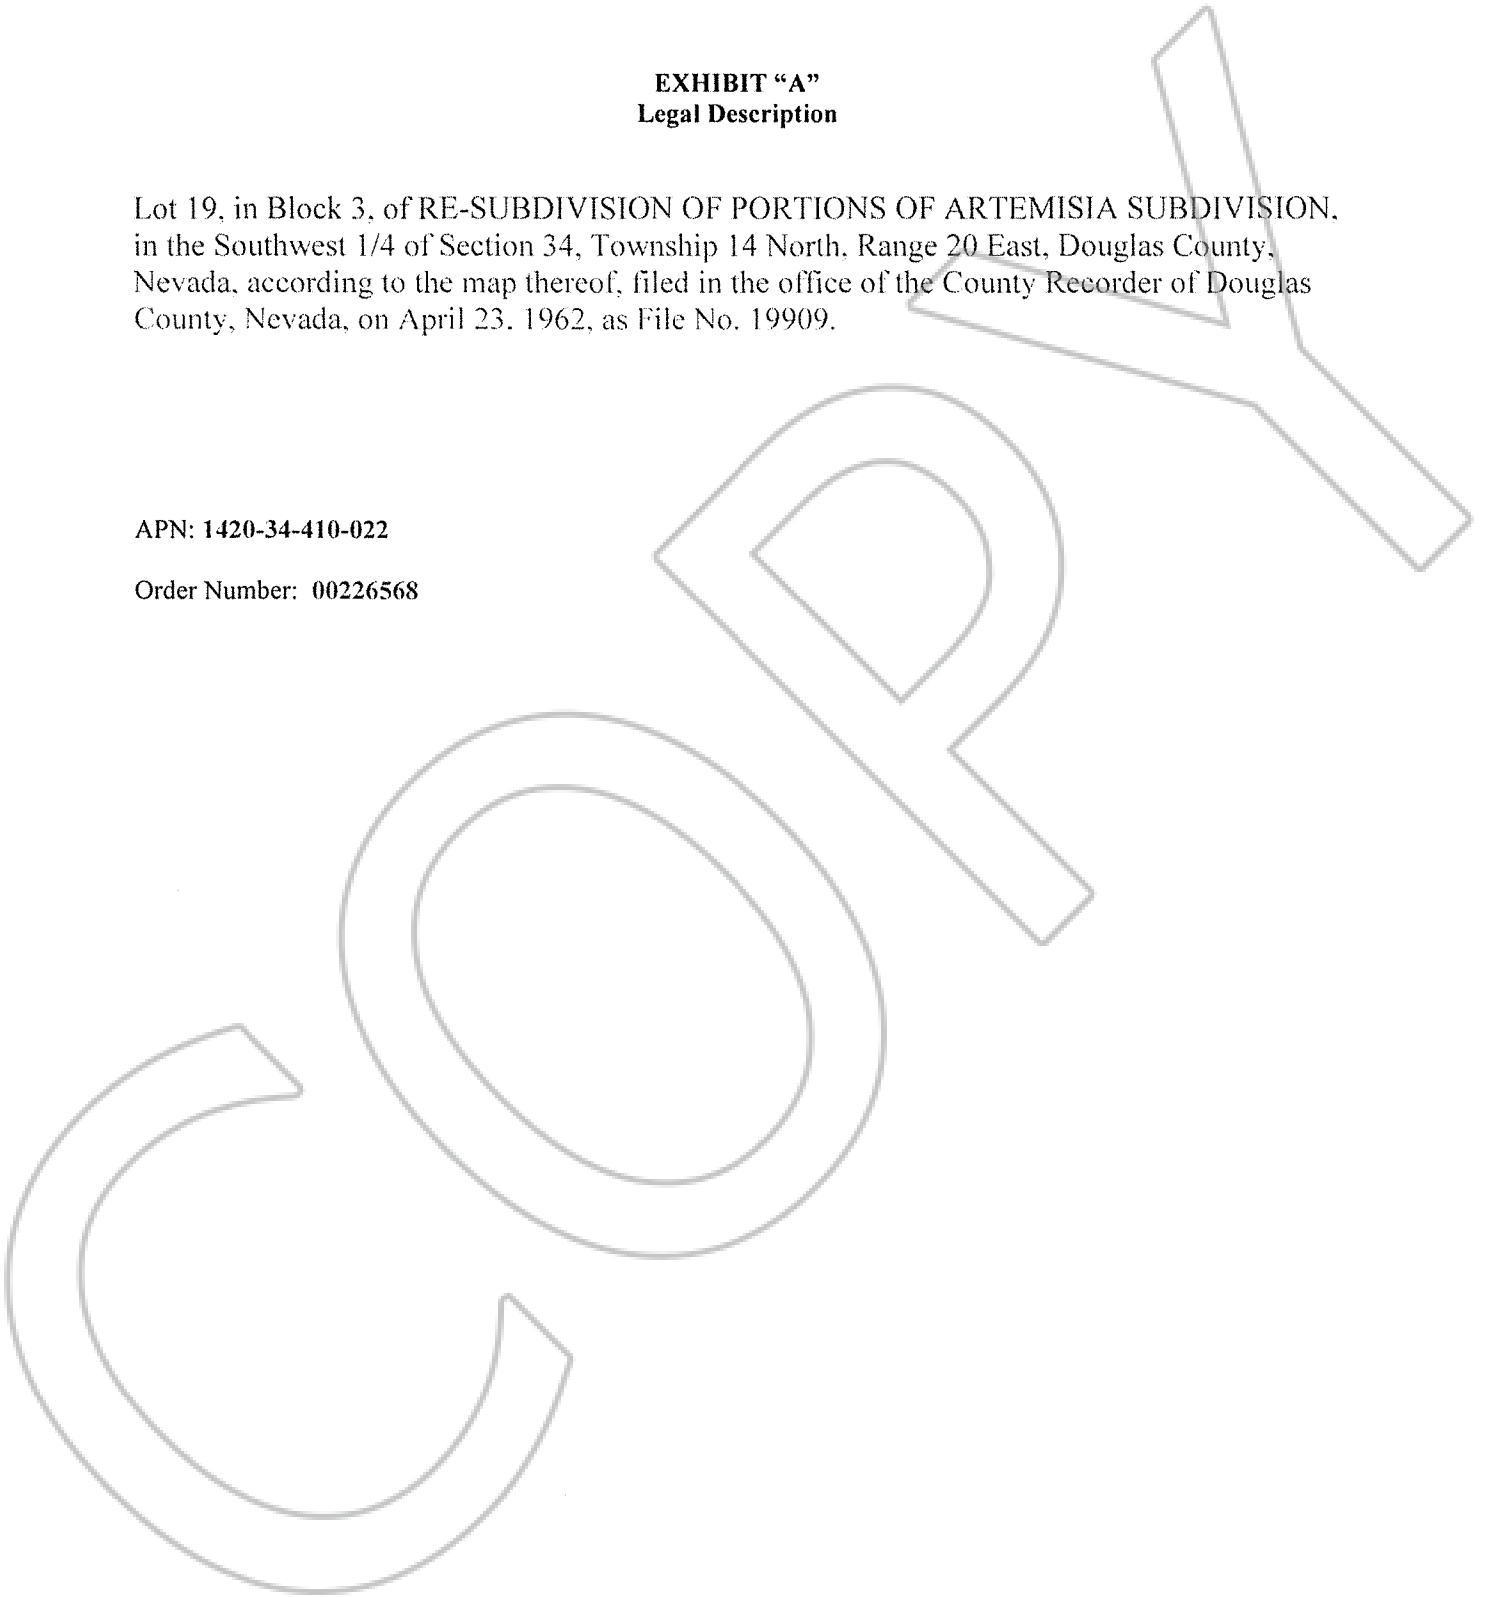 EXHIBIT “A”
Legal Description
Lot 19, in Block 3, of RE-SUBDIVISION OF PORTIONS OF ARTEMISIA SUBDIVISION,
in the Southwest 1/4 of Section 34, Township 14 North, Range 20 East, Douglas County,
Nevada, according to the map thereof, filed in the office of the County Recorder of Douglas
County, Nevada, on April 23, 1962, as File No. 19909.
APN: 1420-34-410-022
Order Number: 00226568
COPY